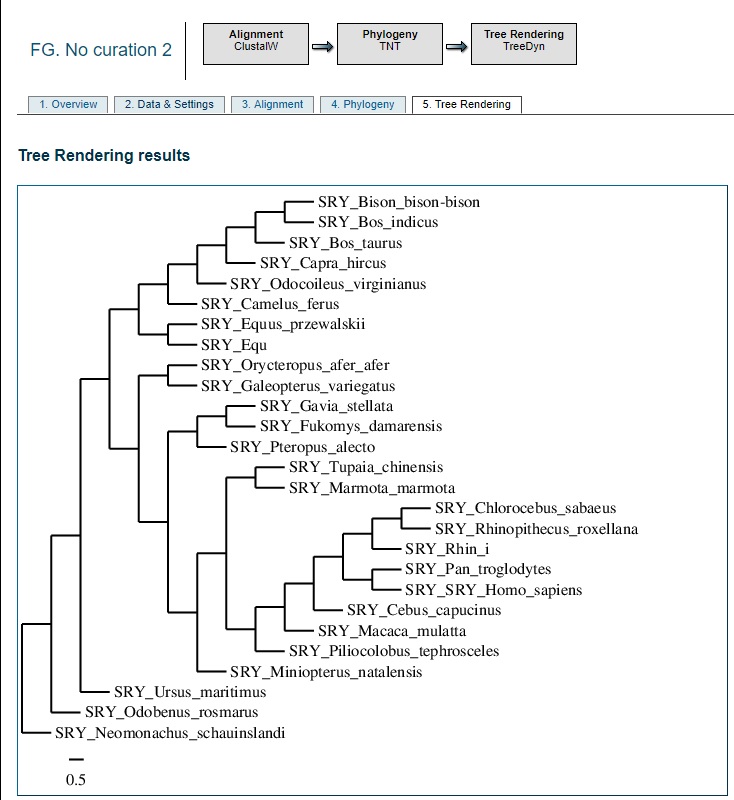 FG. No curation 2
Alignment
ClustalW
Phylogeny
TNT
Tree Rendering
TreeDyn
1. Overview
2. Data & Settings
3. Alignment
4. Phylogeny
5. Tree Rendering
Tree Rendering results
SRY_Bison_bison-bison
SRY_Bos_indicus
SRY_Bos_taurus
SRY_Capra_hircus
SRY_Odocoileus_virginianus
SRY_Camelus_ferus
SRY_Equus_przewalskii
SRY_Equ
SRY_Orycteropus_afer_afer
SRY_Galeopterus_variegatus
SRY_Gavia_stellata
SRY_Fukomys_damarensis
SRY_Pteropus_alecto
SRY_Tupaia_chinensis
SRY_Marmota_marmota
SRY_Chlorocebus_sabaeus
SRY_Rhinopithecus_roxellana
SRY_Rhin_i
SRY_Pan_troglodytes
SRY_SRY_Homo_sapiens
SRY_Cebus_capucinus
SRY_Macaca_mulatta
SRY_Piliocolobus_tephrosceles
SRY_Miniopterus_natalensis
SRY_Ursus_maritimus
SRY_Odobenus_rosmarus
SRY_Neomonachus_schauinslandi
0.5